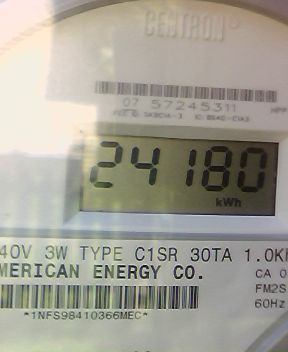 CENTRON
07 57245311
24180
kWh
40V 3W TYPE C1SR 30TA 1.0K
MERICAN ENERGY CO.
CA 0
FM2S
60Hz
*1NFS98410366MEC*